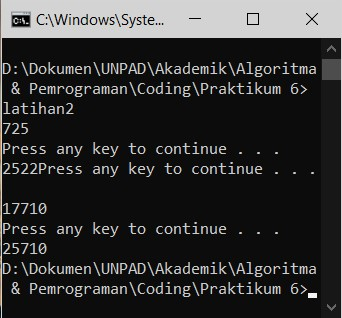 C:\Windows\Syste...
D:\Dokumen\UNPAD\Akademik\Algoritma
& Pemrograman\Coding\Praktikum 6>
latihan2
725
Press any key to continue . . .
2522Press any key to continue . . .
17710
Press any key to continue . . .
25710
D:\Dokumen\UNPAD\Akademik\Algoritma
& Pemrograman\Coding\Praktikum 6>